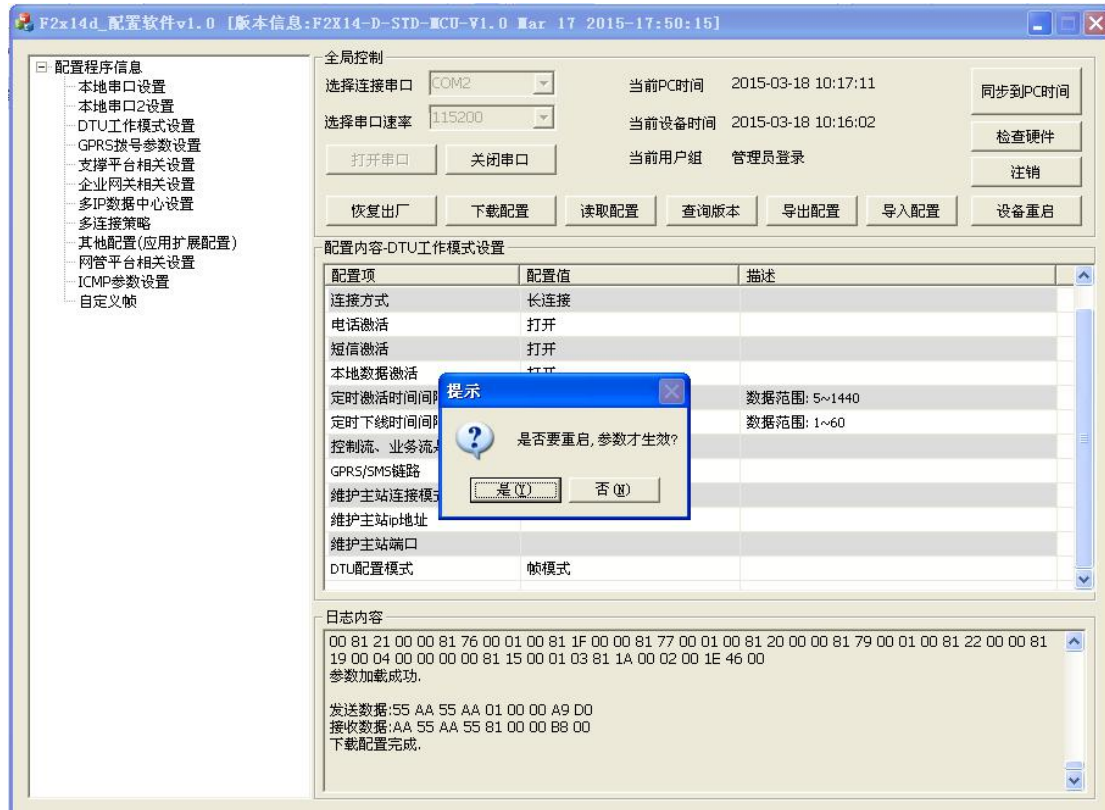 F2x14d_配置软件v1.0 [版本信息:F2X14-D-STD-MCU-V1.0 Mar 17 2015-17:50:15]
配置程序信息
本地串口设置
本地串口2设置
DTU工作模式设置
GPRS拨号参数设置
支撑平台相关设置
企业网关相关设置
多IP数据中心设置
多连接策略
其他配置(应用扩展配置)
网管平台相关设置
ICMP参数设置
自定义帧
全局控制
选择连接串口 COM2 当前PC时间 2015-03-18 10:17:11 同步到PC时间
选择串口速率 115200 当前设备时间 2015-03-18 10:16:02 检查硬件
打开串口 关闭串口 当前用户组 管理员登录 注销
恢复出厂 下载配置 读取配置 查询版本 导出配置 导入配置 设备重启
配置内容-DTU工作模式设置
配置项 配置值 描述
连接方式 长连接
电话激活 打开
短信激活 打开
本地数据激活 打开
定时激活时间间 数据范围: 5~1440
定时下线时间间 数据范围: 1~60
控制流、业务流
GPRS/SMS链路
维护主站连接模
维护主站ip地址
维护主站端口
DTU配置模式 帧模式
提示
是否要重启,参数才生效?
是(Y) 否(N)
日志内容
00 81 21 00 00 81 76 00 01 00 81 1F 00 00 81 77 00 01 00 81 20 00 00 81 79 00 01 00 81 22 00 00 81
19 00 04 00 00 00 00 81 15 00 01 03 81 1A 00 02 00 1E 46 00
参数加载成功.
发送数据:55 AA 55 AA 01 00 00 A9 D0
接收数据:AA 55 AA 55 81 00 00 B8 00
下载配置完成.